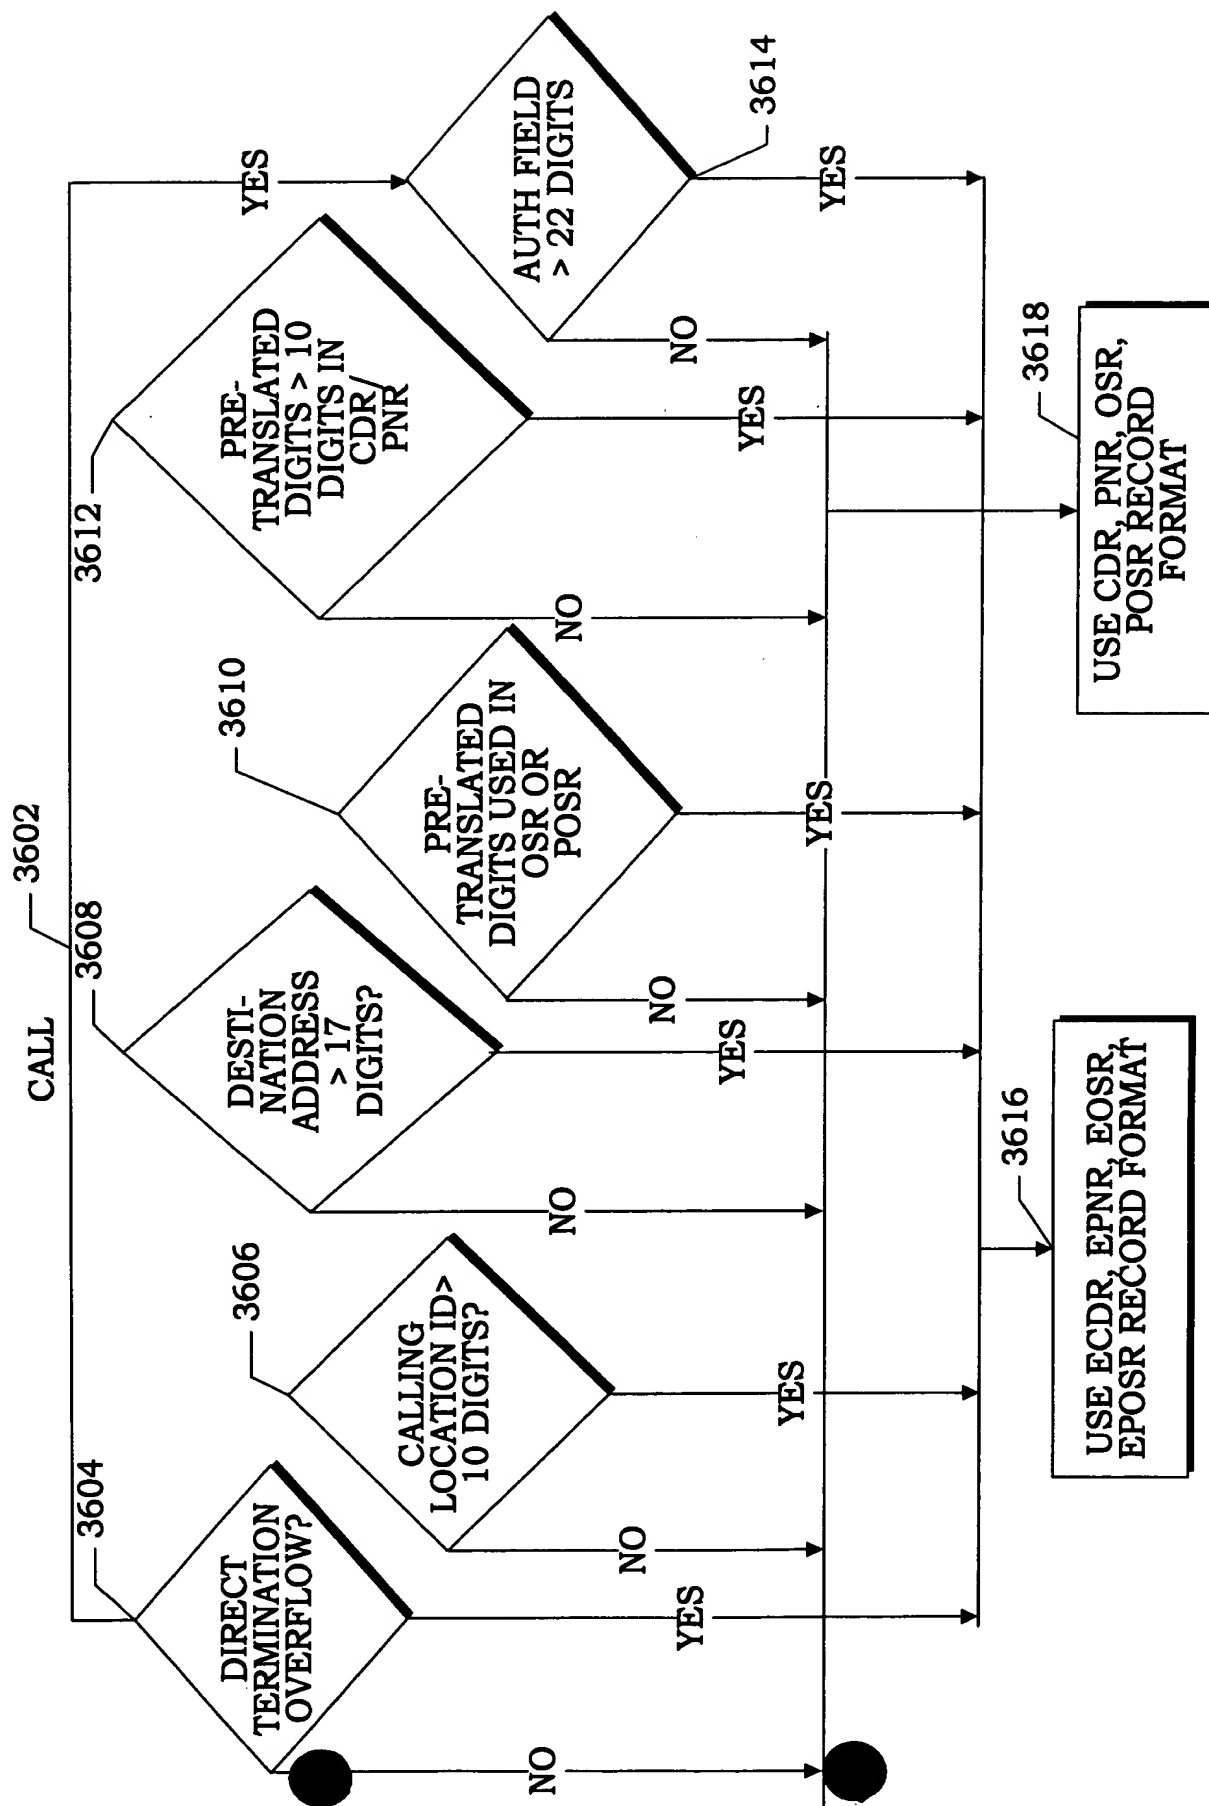 CALL
3602
3604
DIRECT
TERMINATION
OVERFLOW?
NO
YES
3606
CALLING
LOCATION ID>
10 DIGITS?
NO
YES
3608
DESTI-
NATION
ADDRESS
> 17
DIGITS?
NO
YES
3610
PRE-
TRANSLATED
DIGITS USED IN
OSR OR
POSR
NO
YES
3612
PRE-
TRANSLATED
DIGITS > 10
DIGITS IN
CDR/
PNR
NO
YES
YES
AUTH FIELD
> 22 DIGITS
3614
NO
YES
3616
USE ECDR, EPNR, EOSR,
EPOSR RECORD FORMAT
3618
USE CDR, PNR, OSR,
POSR RECORD
FORMAT